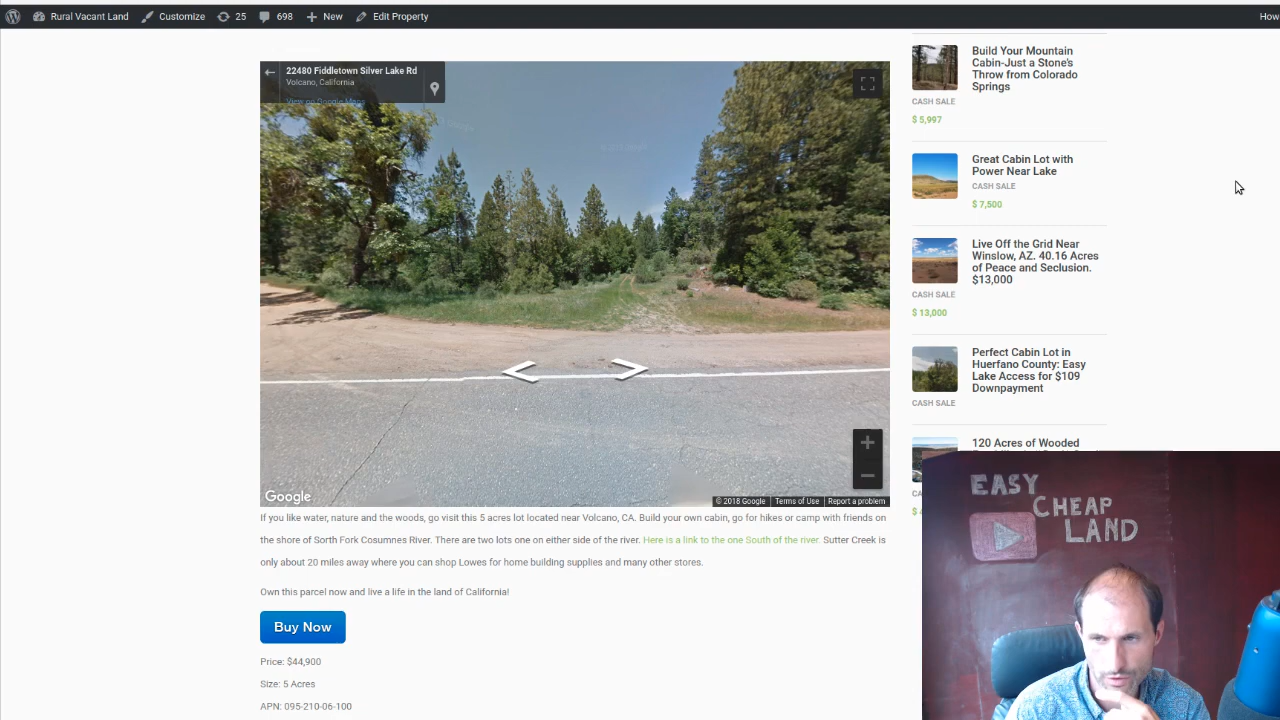 Rural Vacant Land Customize 25 698 New Edit Property How
22480 Fiddletown Silver Lake Rd
Volcano, California
View on Google Maps
Google
© 2018 Google Terms of Use Report a problem
If you like water, nature and the woods, go visit this 5 acres lot located near Volcano, CA. Build your own cabin, go for hikes or camp with friends on
the shore of Sorth Fork Cosumnes River. There are two lots one on either side of the river. Here is a link to the one South of the river. Sutter Creek is
only about 20 miles away where you can shop Lowes for home building supplies and many other stores.
Own this parcel now and live a life in the land of California!
Buy Now
Price: $44,900
Size: 5 Acres
APN: 095-210-06-100
Build Your Mountain
Cabin-Just a Stone's
Throw from Colorado
Springs
CASH SALE
$ 5,997
Great Cabin Lot with
Power Near Lake
CASH SALE
$ 7,500
Live Off the Grid Near
Winslow, AZ. 40.16 Acres
of Peace and Seclusion.
$13,000
CASH SALE
$ 13,000
Perfect Cabin Lot in
Huerfano County: Easy
Lake Access for $109
Downpayment
CASH SALE
120 Acres of Wooded
EASY
CHEAP
LAND